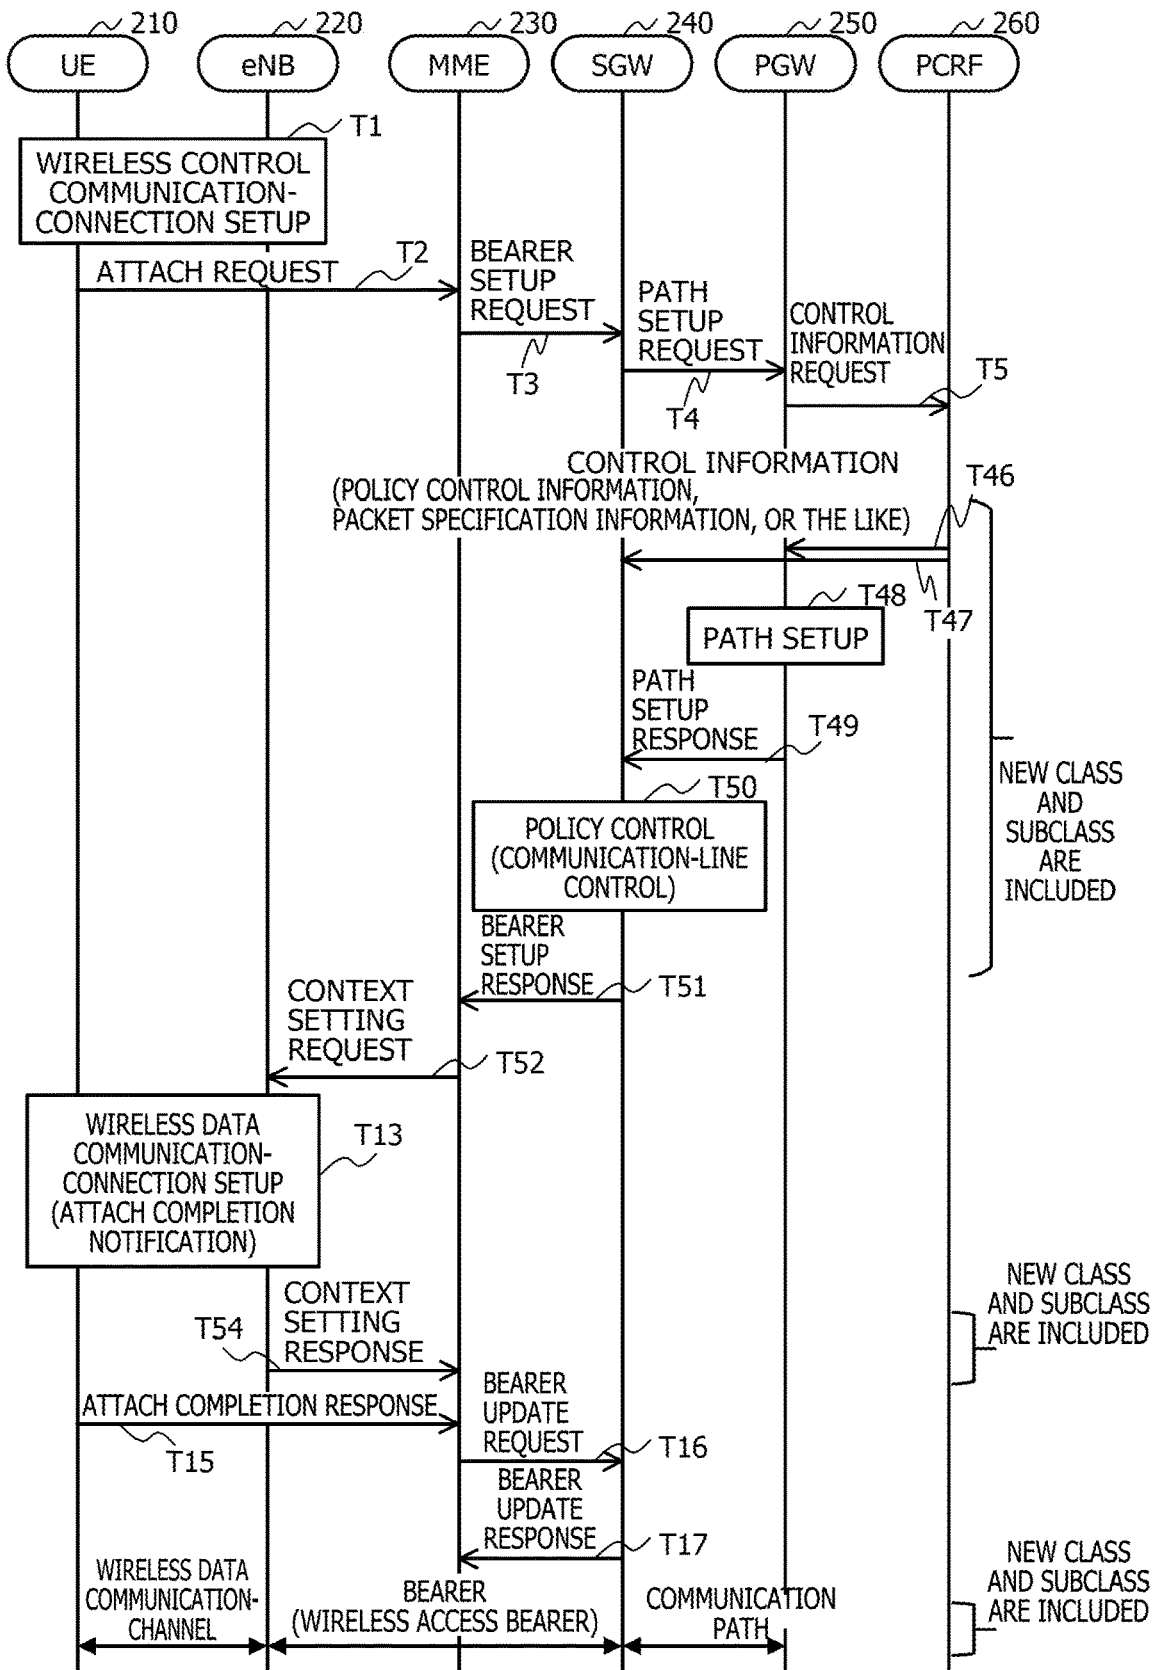 210 220 230 240 250 260
UE eNB MME SGW PGW PCRF
T1
WIRELESS CONTROL
COMMUNICATION-
CONNECTION SETUP
ATTACH REQUEST
T2
BEARER
SETUP
REQUEST
T3
PATH
SETUP
REQUEST
T4
CONTROL
INFORMATION
REQUEST
T5
CONTROL INFORMATION
(POLICY CONTROL INFORMATION,
PACKET SPECIFICATION INFORMATION, OR THE LIKE)
T46
T47
T48
PATH SETUP
PATH
SETUP
RESPONSE
T49
NEW CLASS
AND
SUBCLASS
ARE
INCLUDED
T50
POLICY CONTROL
(COMMUNICATION-LINE
CONTROL)
BEARER
SETUP
RESPONSE
T51
CONTEXT
SETTING
REQUEST
T52
WIRELESS DATA
COMMUNICATION-
CONNECTION SETUP
(ATTACH COMPLETION
NOTIFICATION)
T13
CONTEXT
SETTING
RESPONSE
T54
NEW CLASS
AND SUBCLASS
ARE INCLUDED
ATTACH COMPLETION RESPONSE
T15
BEARER
UPDATE
REQUEST
T16
BEARER
UPDATE
RESPONSE
T17
NEW CLASS
AND SUBCLASS
ARE INCLUDED
WIRELESS DATA
COMMUNICATION-
CHANNEL
BEARER
(WIRELESS ACCESS BEARER)
COMMUNICATION
PATH